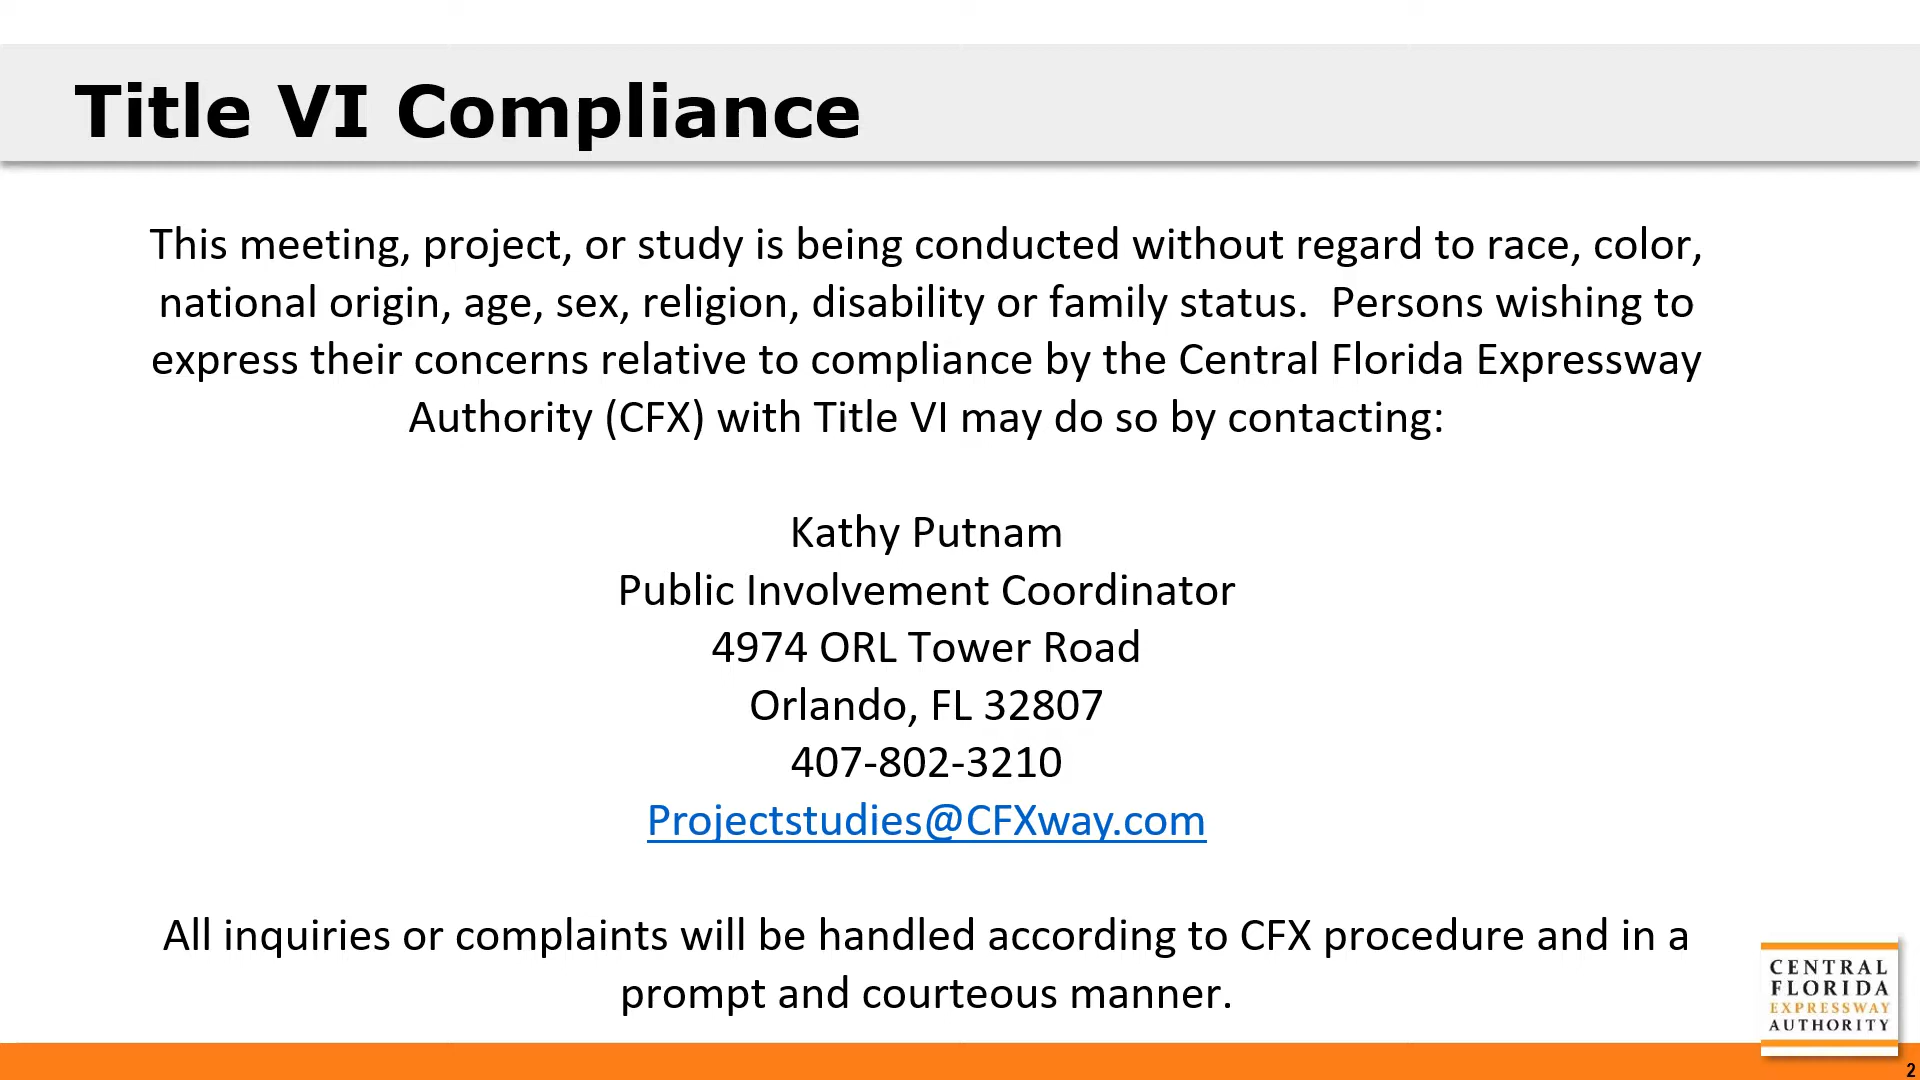 Title VI Compliance
This meeting, project, or study is being conducted without regard to race, color,
national origin, age, sex, religion, disability or family status.  Persons wishing to
express their concerns relative to compliance by the Central Florida Expressway
Authority (CFX) with Title VI may do so by contacting:
Kathy Putnam
Public Involvement Coordinator
4974 ORL Tower Road
Orlando, FL 32807
407-802-3210
Projectstudies@CFXway.com
All inquiries or complaints will be handled according to CFX procedure and in a
prompt and courteous manner.
CENTRAL
FLORIDA
EXPRESSWAY
AUTHORITY
2